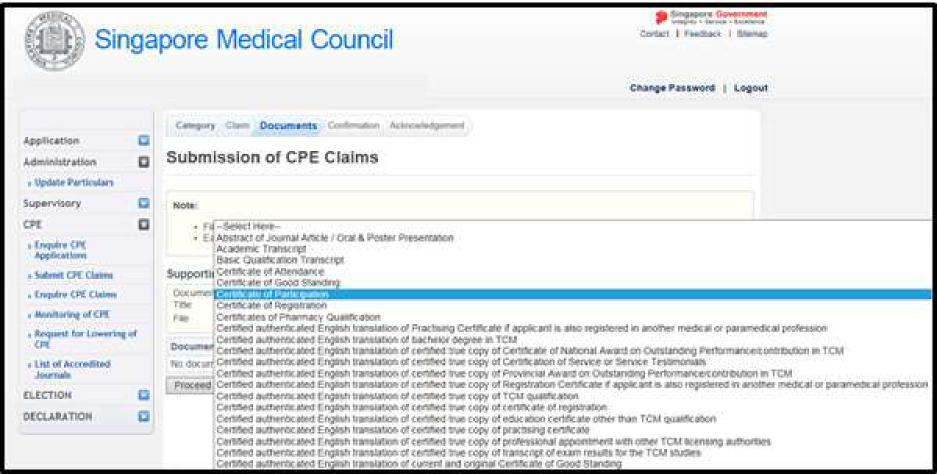 Singapore Medical Council
Singapore Government
Integrity • Service • Excellence
Contact | Feedback | Sitemap
Change Password | Logout
Application
Administration
» Update Particulars
Supervisory
CPE
» Enquire CPE
Applications
» Submit CPE Claims
» Enquire CPE Claims
» Monitoring of CPE
» Request for Lowering of
CPE
» List of Accredited
Journals
ELECTION
DECLARATION
Category Claim Documents Confirmation Acknowledgement
Submission of CPE Claims
Note:
--Select Here--
Abstract of Journal Article / Oral & Poster Presentation
Academic Transcript
Basic Qualification Transcript
Certificate of Attendance
Certificate of Good Standing
Certificate of Participation
Certificate of Registration
Certificates of Pharmacy Qualification
Certified authenticated English translation of Practising Certificate if applicant is also registered in another medical or paramedical profession
Certified authenticated English translation of bachelor degree in TCM
Certified authenticated English translation of certified true copy of Certificate of National Award on Outstanding Performance/contribution in TCM
Certified authenticated English translation of certified true copy of Certification of Service or Service Testimonials
Certified authenticated English translation of certified true copy of Provincial Award on Outstanding Performance/contribution in TCM
Certified authenticated English translation of certified true copy of Registration Certificate if applicant is also registered in another medical or paramedical profession
Certified authenticated English translation of certified true copy of TCM qualification
Certified authenticated English translation of certified true copy of certificate of registration
Certified authenticated English translation of certified true copy of education certificate other than TCM qualification
Certified authenticated English translation of certified true copy of practising certificate
Certified authenticated English translation of certified true copy of professional appointment with other TCM licensing authorities
Certified authenticated English translation of certified true copy of transcript of exam results for the TCM studies
Certified authenticated English translation of current and original Certificate of Good Standing
Supporti
Documen
Title
File
Documen
No docum
Proceed